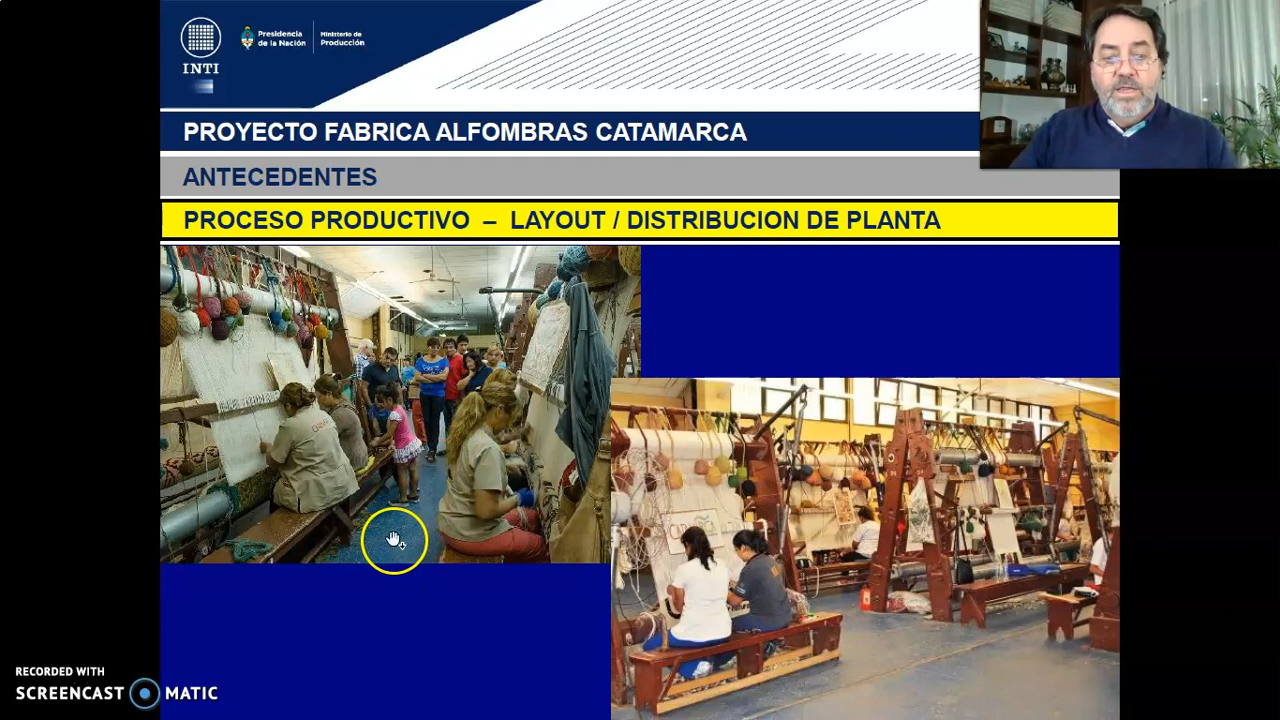 INTI
Presidencia
de la Nación
Ministerio de
Producción
PROYECTO FABRICA ALFOMBRAS CATAMARCA
ANTECEDENTES
PROCESO PRODUCTIVO – LAYOUT / DISTRIBUCION DE PLANTA
RECORDED WITH
SCREENCAST MATIC